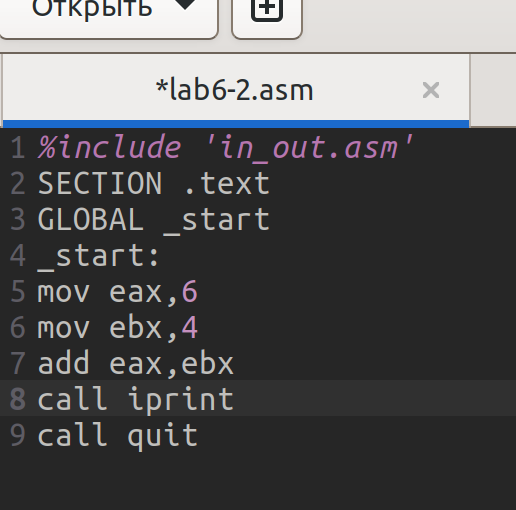 Открыть
*lab6-2.asm
1 %include 'in_out.asm'
2 SECTION .text
3 GLOBAL _start
4 _start:
5 mov eax,6
6 mov ebx,4
7 add eax,ebx
8 call iprint
9 call quit